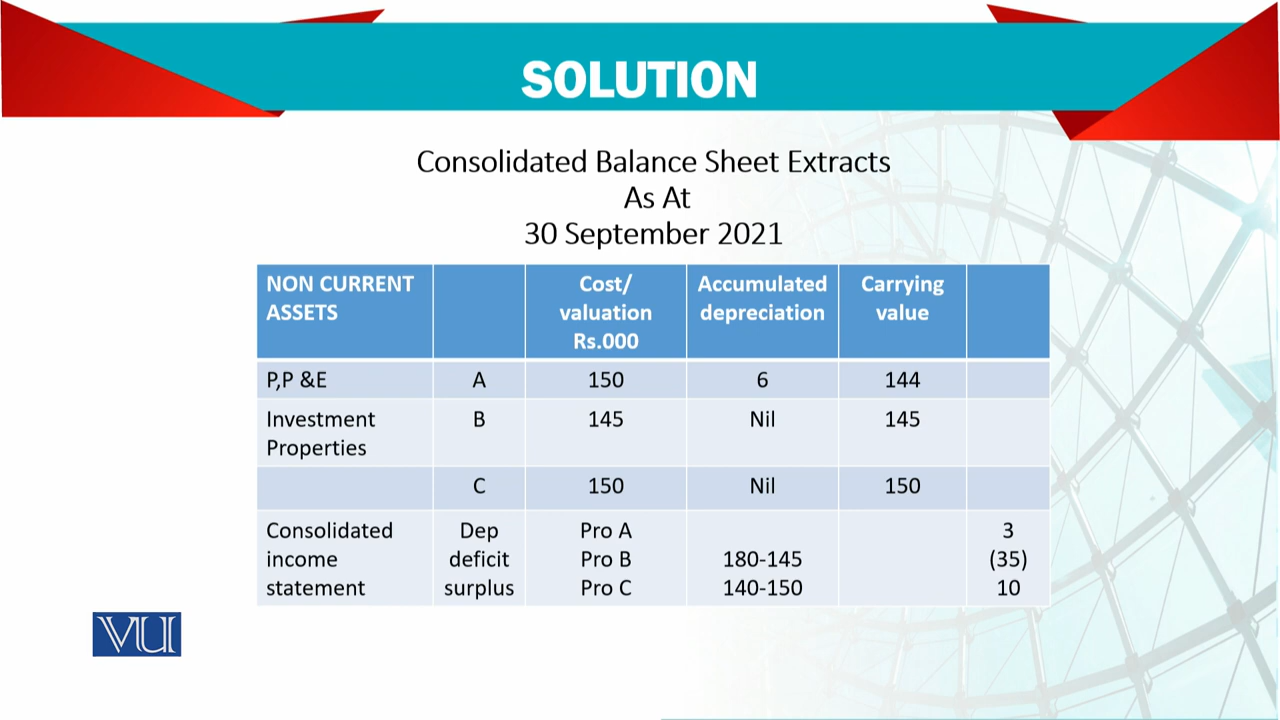 SOLUTION
Consolidated Balance Sheet Extracts
As At
30 September 2021
NON CURRENT ASSETS | | Cost/ valuation Rs.000 | Accumulated depreciation | Carrying value |
P,P &E | A | 150 | 6 | 144 |
Investment Properties | B | 145 | Nil | 145 |
| C | 150 | Nil | 150 |
Consolidated income statement | Dep deficit surplus | Pro A Pro B Pro C | 180-145 140-150 | | 3 (35) 10
VU